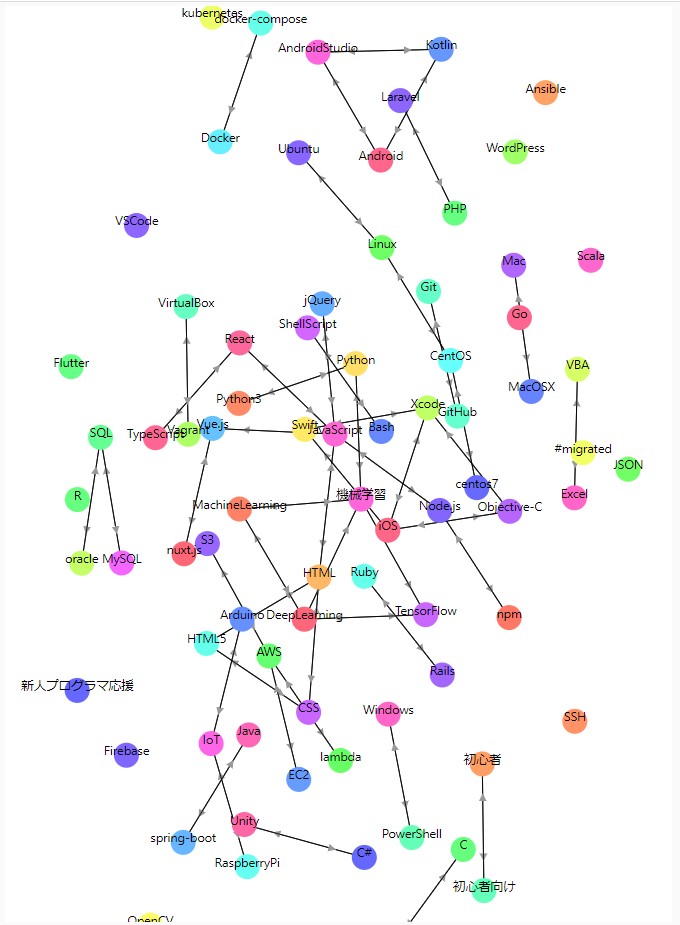 kubernetes
docker-compose
AndroidStudio
Kotlin
Ansible
Laravel
Docker
Ubuntu
Android
WordPress
PHP
VSCode
Linux
Scala
Mac
Git
VirtualBox
jQuery
Go
ShellScript
React
CentOS
Python
Flutter
VBA
MacOSX
Python3
Xcode
GitHub
Vue.js
Swift
JavaScript
Bash
SQL
TypeScript
Vagrant
#migrated
JSON
centos7
R
機械学習
Excel
MachineLearning
Node.js
Objective-C
iOS
S3
nuxt.js
oracle
MySQL
HTML
Ruby
Arduino
DeepLearning
TensorFlow
npm
HTML5
AWS
Rails
新人プログラマ応援
CSS
Windows
SSH
Java
IoT
Firebase
lambda
初心者
EC2
Unity
spring-boot
PowerShell
C
C#
RaspberryPi
初心者向け
OpenCV